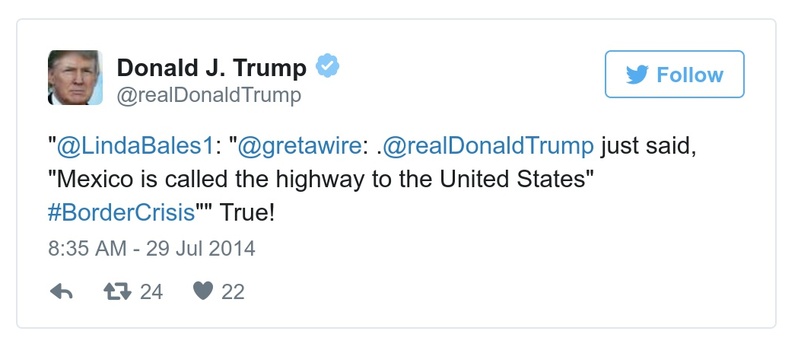 Donald J. Trump
@realDonaldTrump
Follow
"@LindaBales1: "@gretawire: .@realDonaldTrump just said,
"Mexico is called the highway to the United States"
#BorderCrisis"" True!
8:35 AM - 29 Jul 2014
24
22